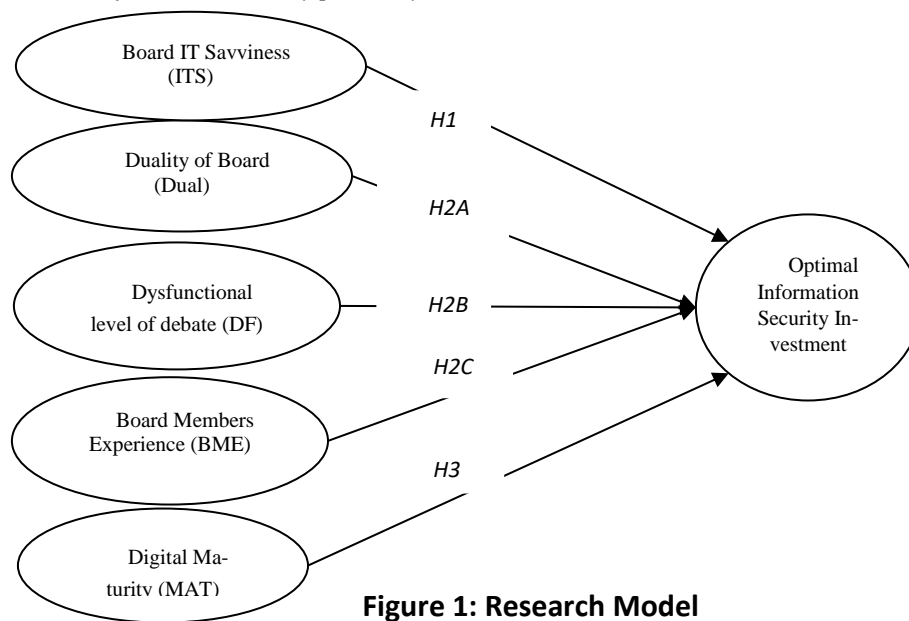 Board IT Savviness
(ITS)
H1
Duality of Board
(Dual)
H2A
Dysfunctional
level of debate (DF)
H2B
Optimal
Information
Security In-
vestment
H2C
Board Members
Experience (BME)
H3
Digital Ma-
turity (MAT)
Figure 1: Research Model